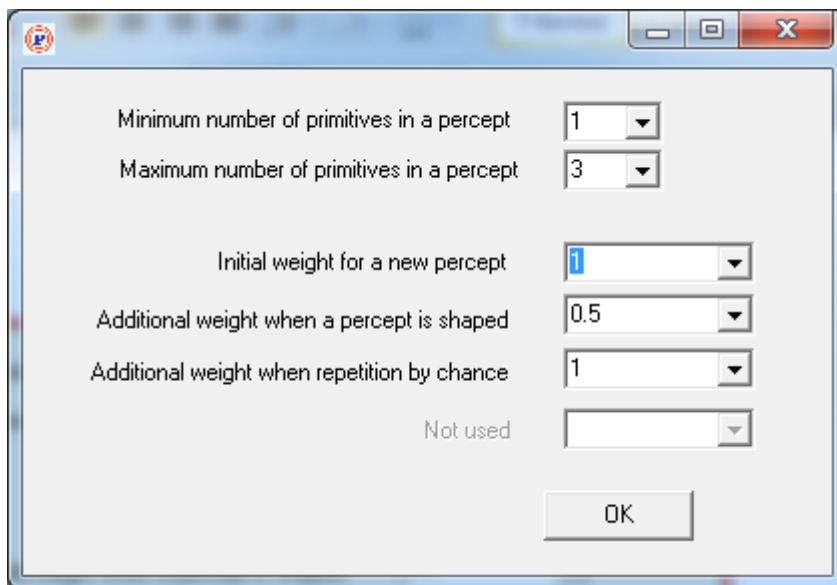 Minimum number of primitives in a percept 1
Maximum number of primitives in a percept 3
Initial weight for a new percept 1
Additional weight when a percept is shaped 0.5
Additional weight when repetition by chance 1
Not used
OK